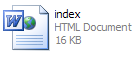 index
HTML Document
16 KB